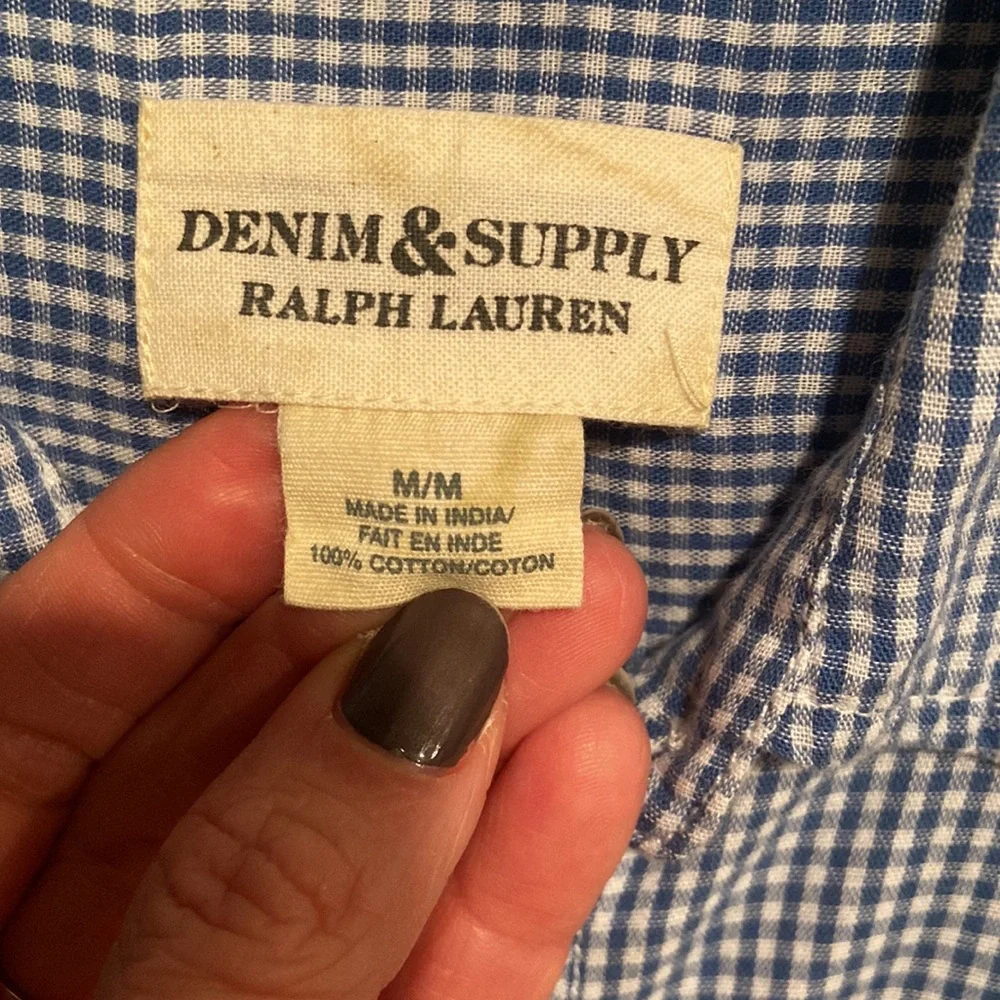 DENIM & SUPPLY
RALPH LAUREN
M/M
MADE IN INDIA/
FAIT EN INDE
100% COTTON/COTON